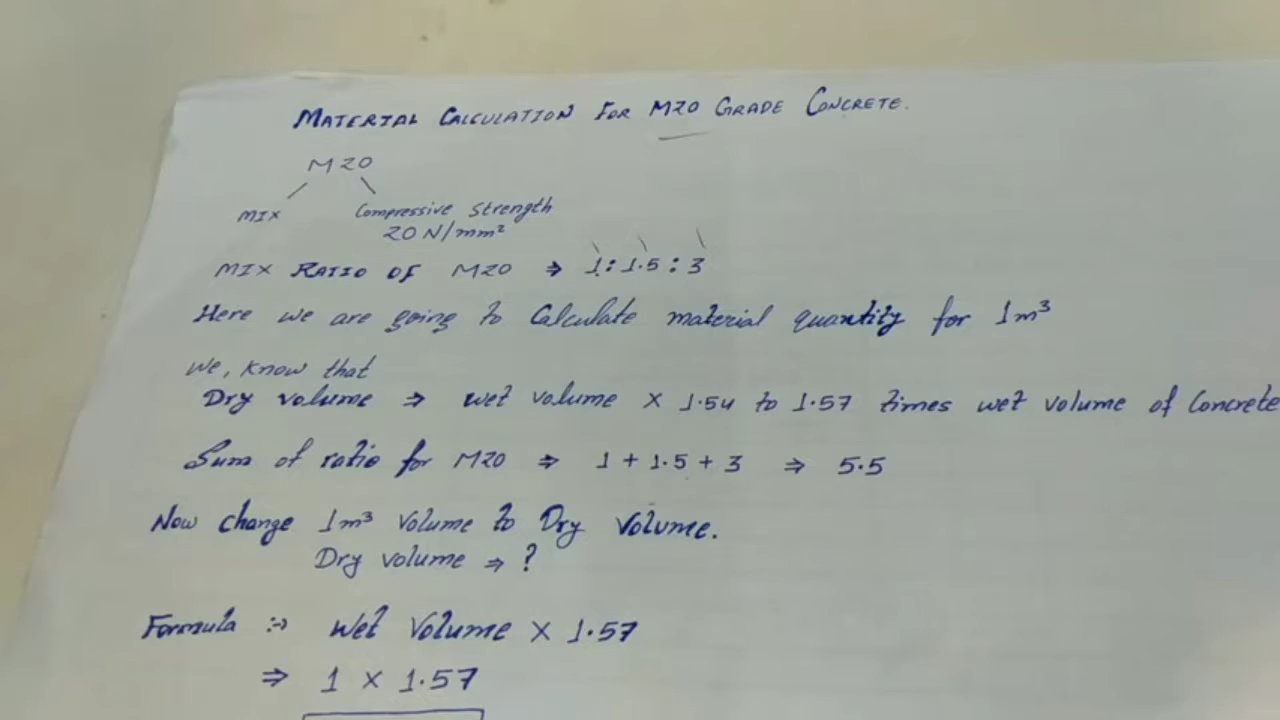 MATERIAL CALCULATION FOR M20 GRADE CONCRETE.
M20
MIX
Compressive Strength
20 N/mm²
MIX RATIO OF M20 ⇒ 1:1.5:3
Here we are going to Calculate material quantity for 1m³
We, know that
Dry volume ⇒ wet volume X 1.54 to 1.57 times wet volume of Concrete
Sum of ratio for M20 ⇒ 1 + 1.5 + 3 ⇒ 5.5
Now change 1m³ Volume to Dry Volume.
Dry volume ⇒ ?
Formula :→ Wet Volume X 1.57
⇒ 1 X 1.57